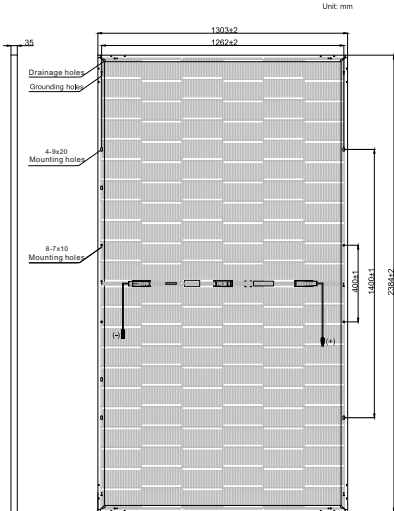 Unit: mm
1303±2
1262±2
35
Drainage holes
Grounding holes
4-9x20
Mounting holes
8-7x10
Mounting holes
400±1
1400±1
2384±2
(-)
(+)